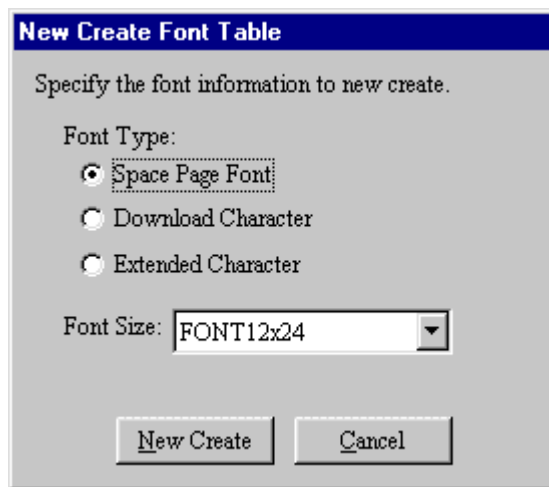 New Create Font Table
Specify the font information to new create.
Font Type:
Space Page Font
Download Character
Extended Character
Font Size: FONT12x24
New Create Cancel